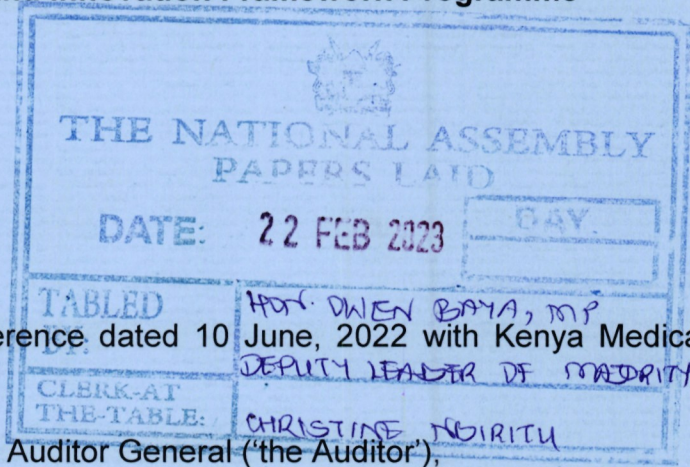 THE NATIONAL ASSEMBLY
PAPERS LAID
DATE: 22 FEB 2023 DAY.
TABLED HON. OWEN BAYA, MP
erence dated 10 June, 2022 with Kenya Medica
BY: DEPUTY LEADER OF MAJORITY
CLERK-AT
THE-TABLE: CHRISTINE NDIRITU
Auditor General (‘the Auditor’),